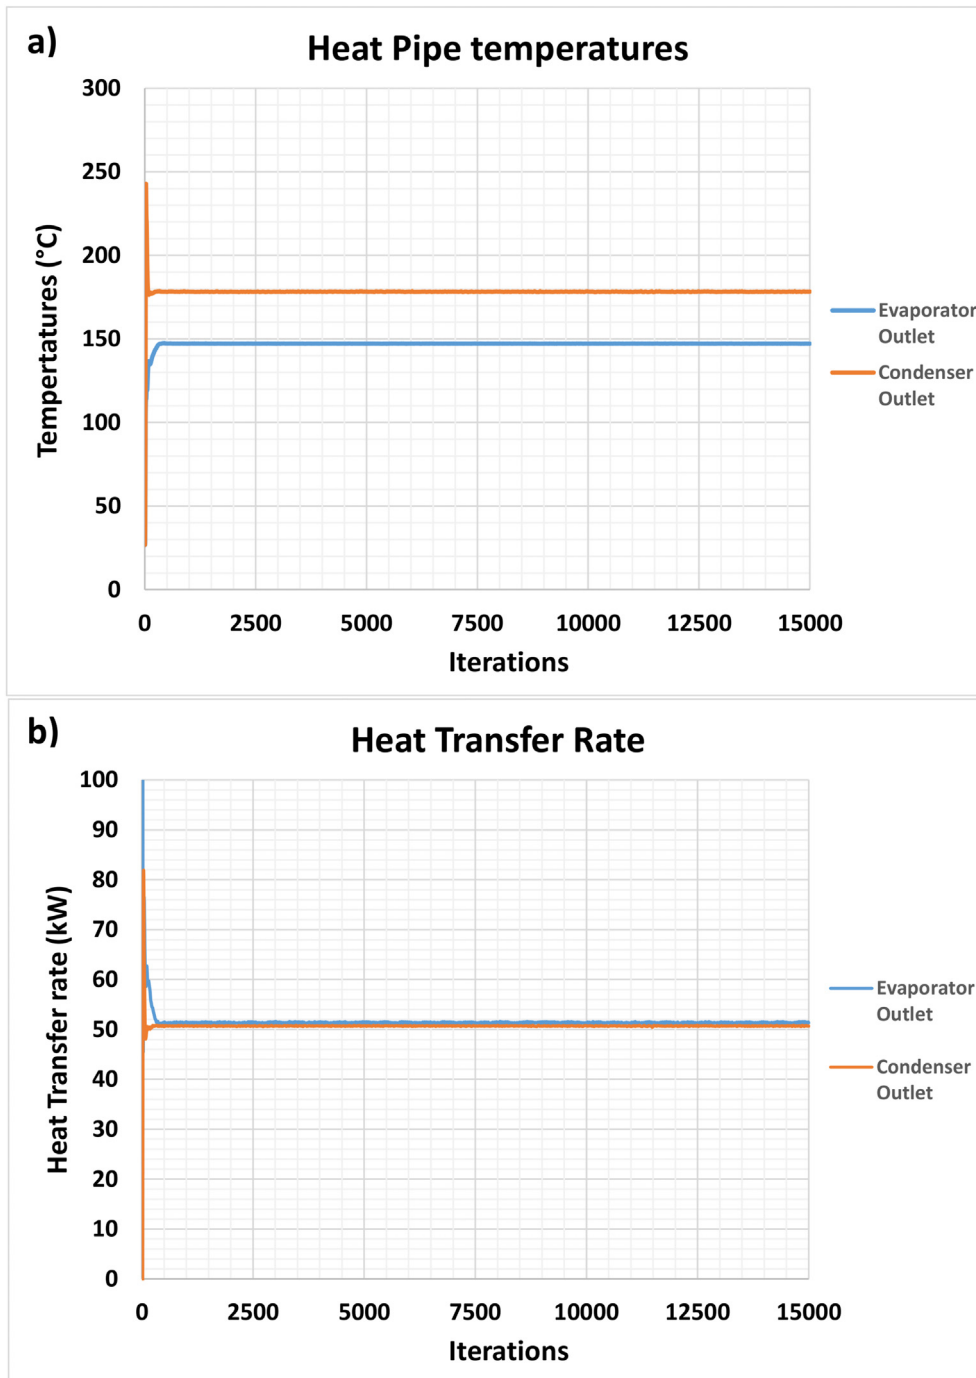 a)
Heat Pipe temperatures
300
250
200
150
100
50
0
Tempertatures (°C)
0 2500 5000 7500 10000 12500 15000
Iterations
Evaporator
Outlet
Condenser
Outlet
b)
Heat Transfer Rate
100
90
80
70
60
50
40
30
20
10
0
Heat Transfer rate (kW)
0 2500 5000 7500 10000 12500 15000
Iterations
Evaporator
Outlet
Condenser
Outlet